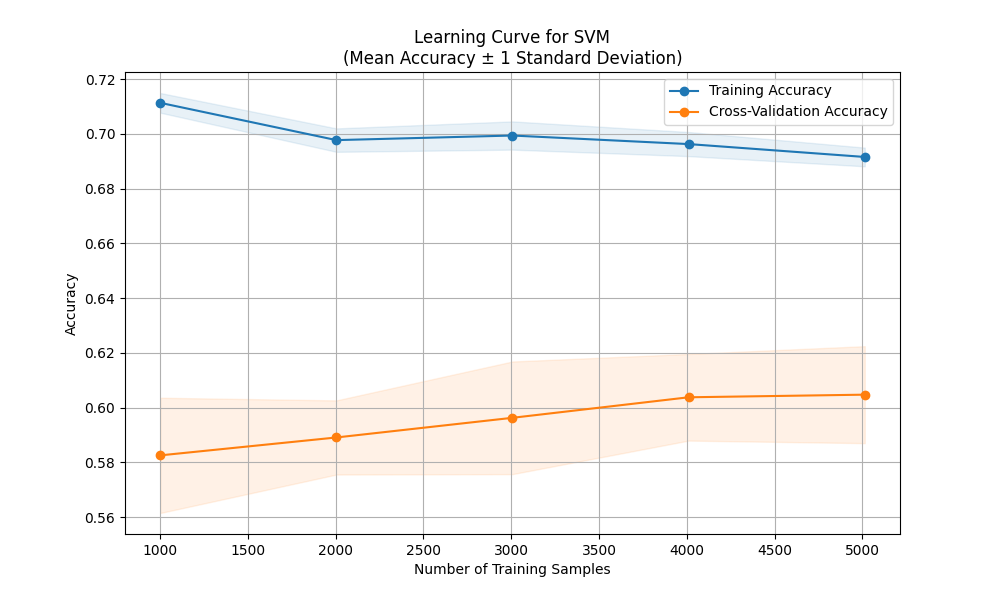 Learning Curve for SVM
(Mean Accuracy ± 1 Standard Deviation)
Training Accuracy
Cross-Validation Accuracy
Accuracy
0.72
0.70
0.68
0.66
0.64
0.62
0.60
0.58
0.56
1000 1500 2000 2500 3000 3500 4000 4500 5000
Number of Training Samples